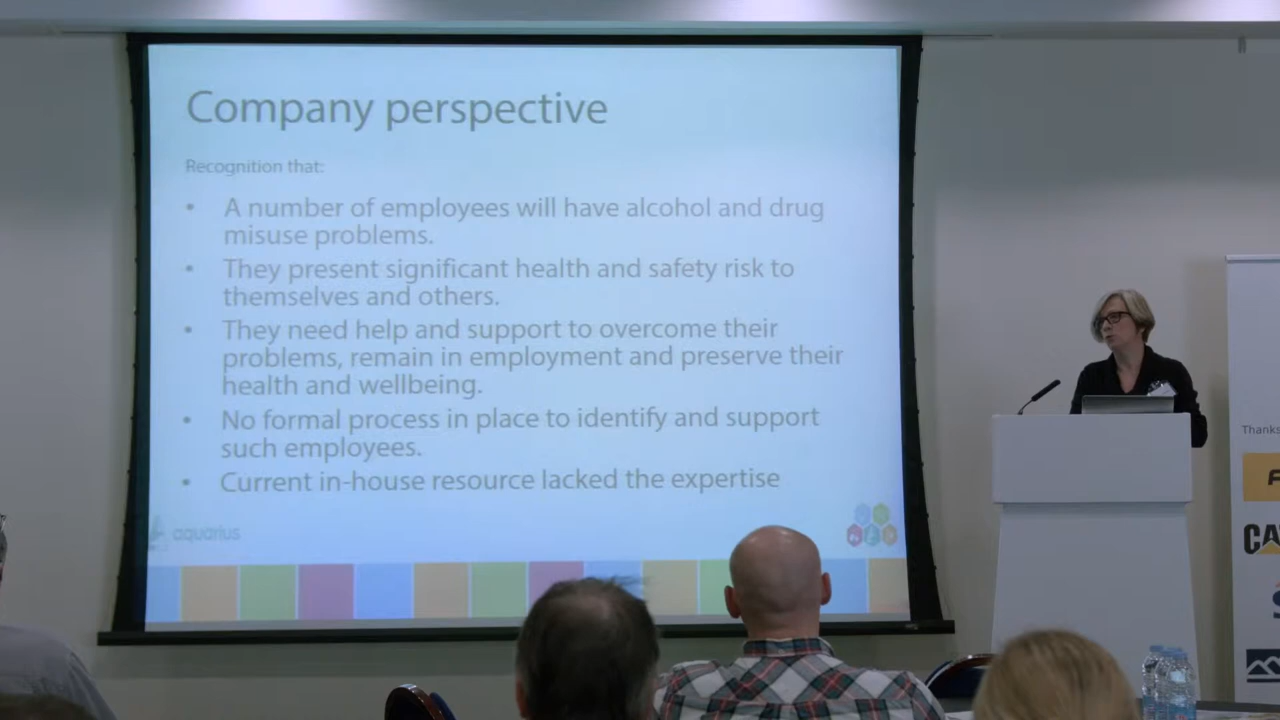 Company perspective
Recognition that:
• A number of employees will have alcohol and drug
misuse problems.
• They present significant health and safety risk to
themselves and others.
• They need help and support to overcome their
problems, remain in employment and preserve their
health and wellbeing.
• No formal process in place to identify and support
such employees.
• Current in-house resource lacked the expertise
aquarius
Thanks